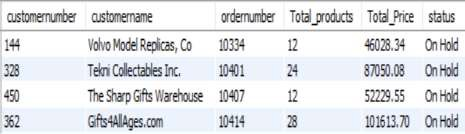 customernumber customername ordernumber Total_products Total_Price status
144 Volvo Model Replicas, Co 10334 12 46028.34 On Hold
328 Tekni Collectables Inc. 10401 24 87050.08 On Hold
450 The Sharp Gifts Warehouse 10407 12 52229.55 On Hold
362 Gifts4AllAges.com 10414 28 101613.70 On Hold